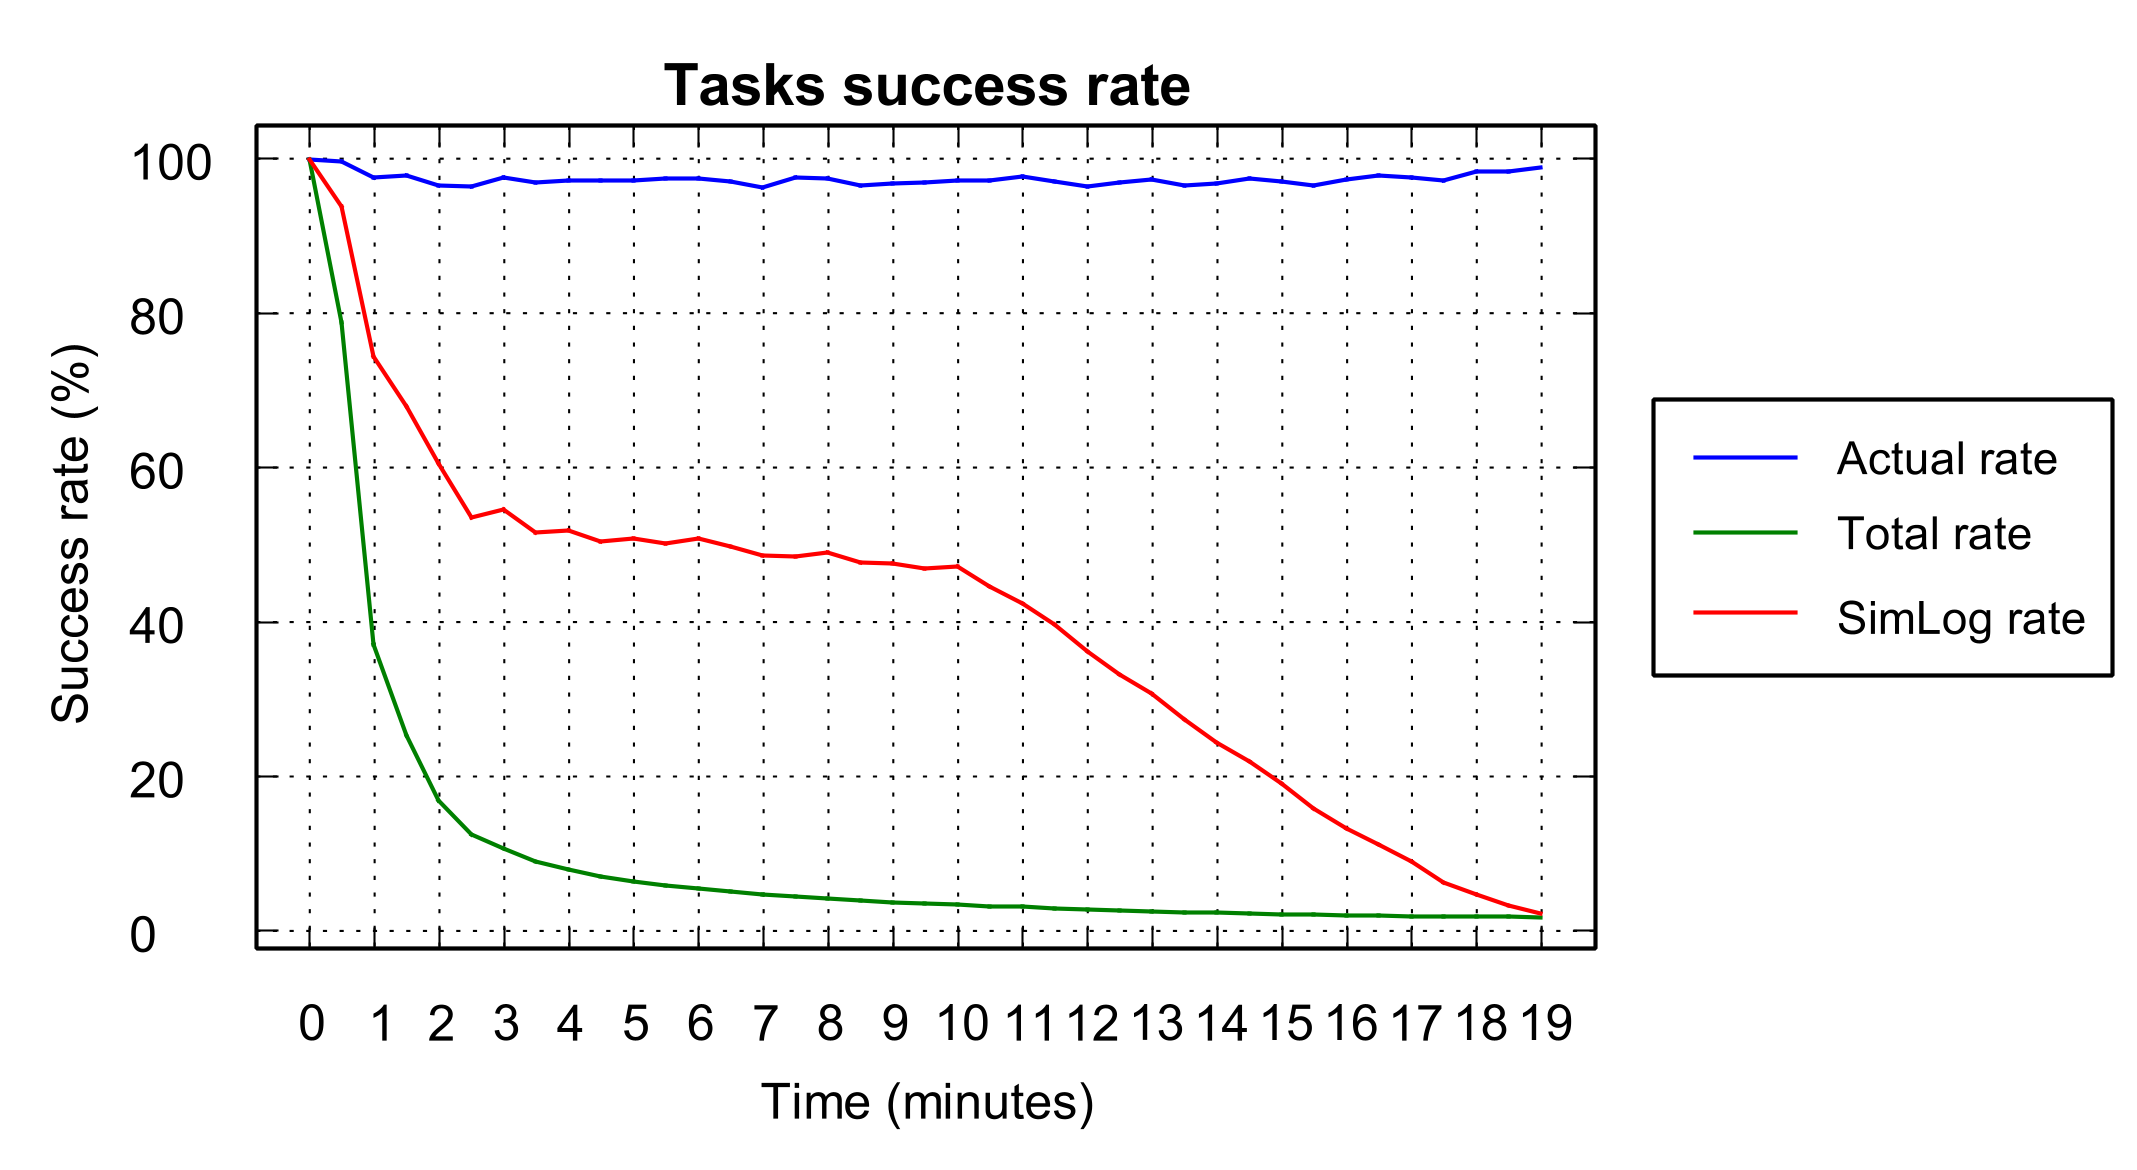 Tasks success rate
100
80
60
40
20
0
Success rate (%)
0 1 2 3 4 5 6 7 8 9 10 11 12 13 14 15 16 17 18 19
Time (minutes)
Actual rate
Total rate
SimLog rate